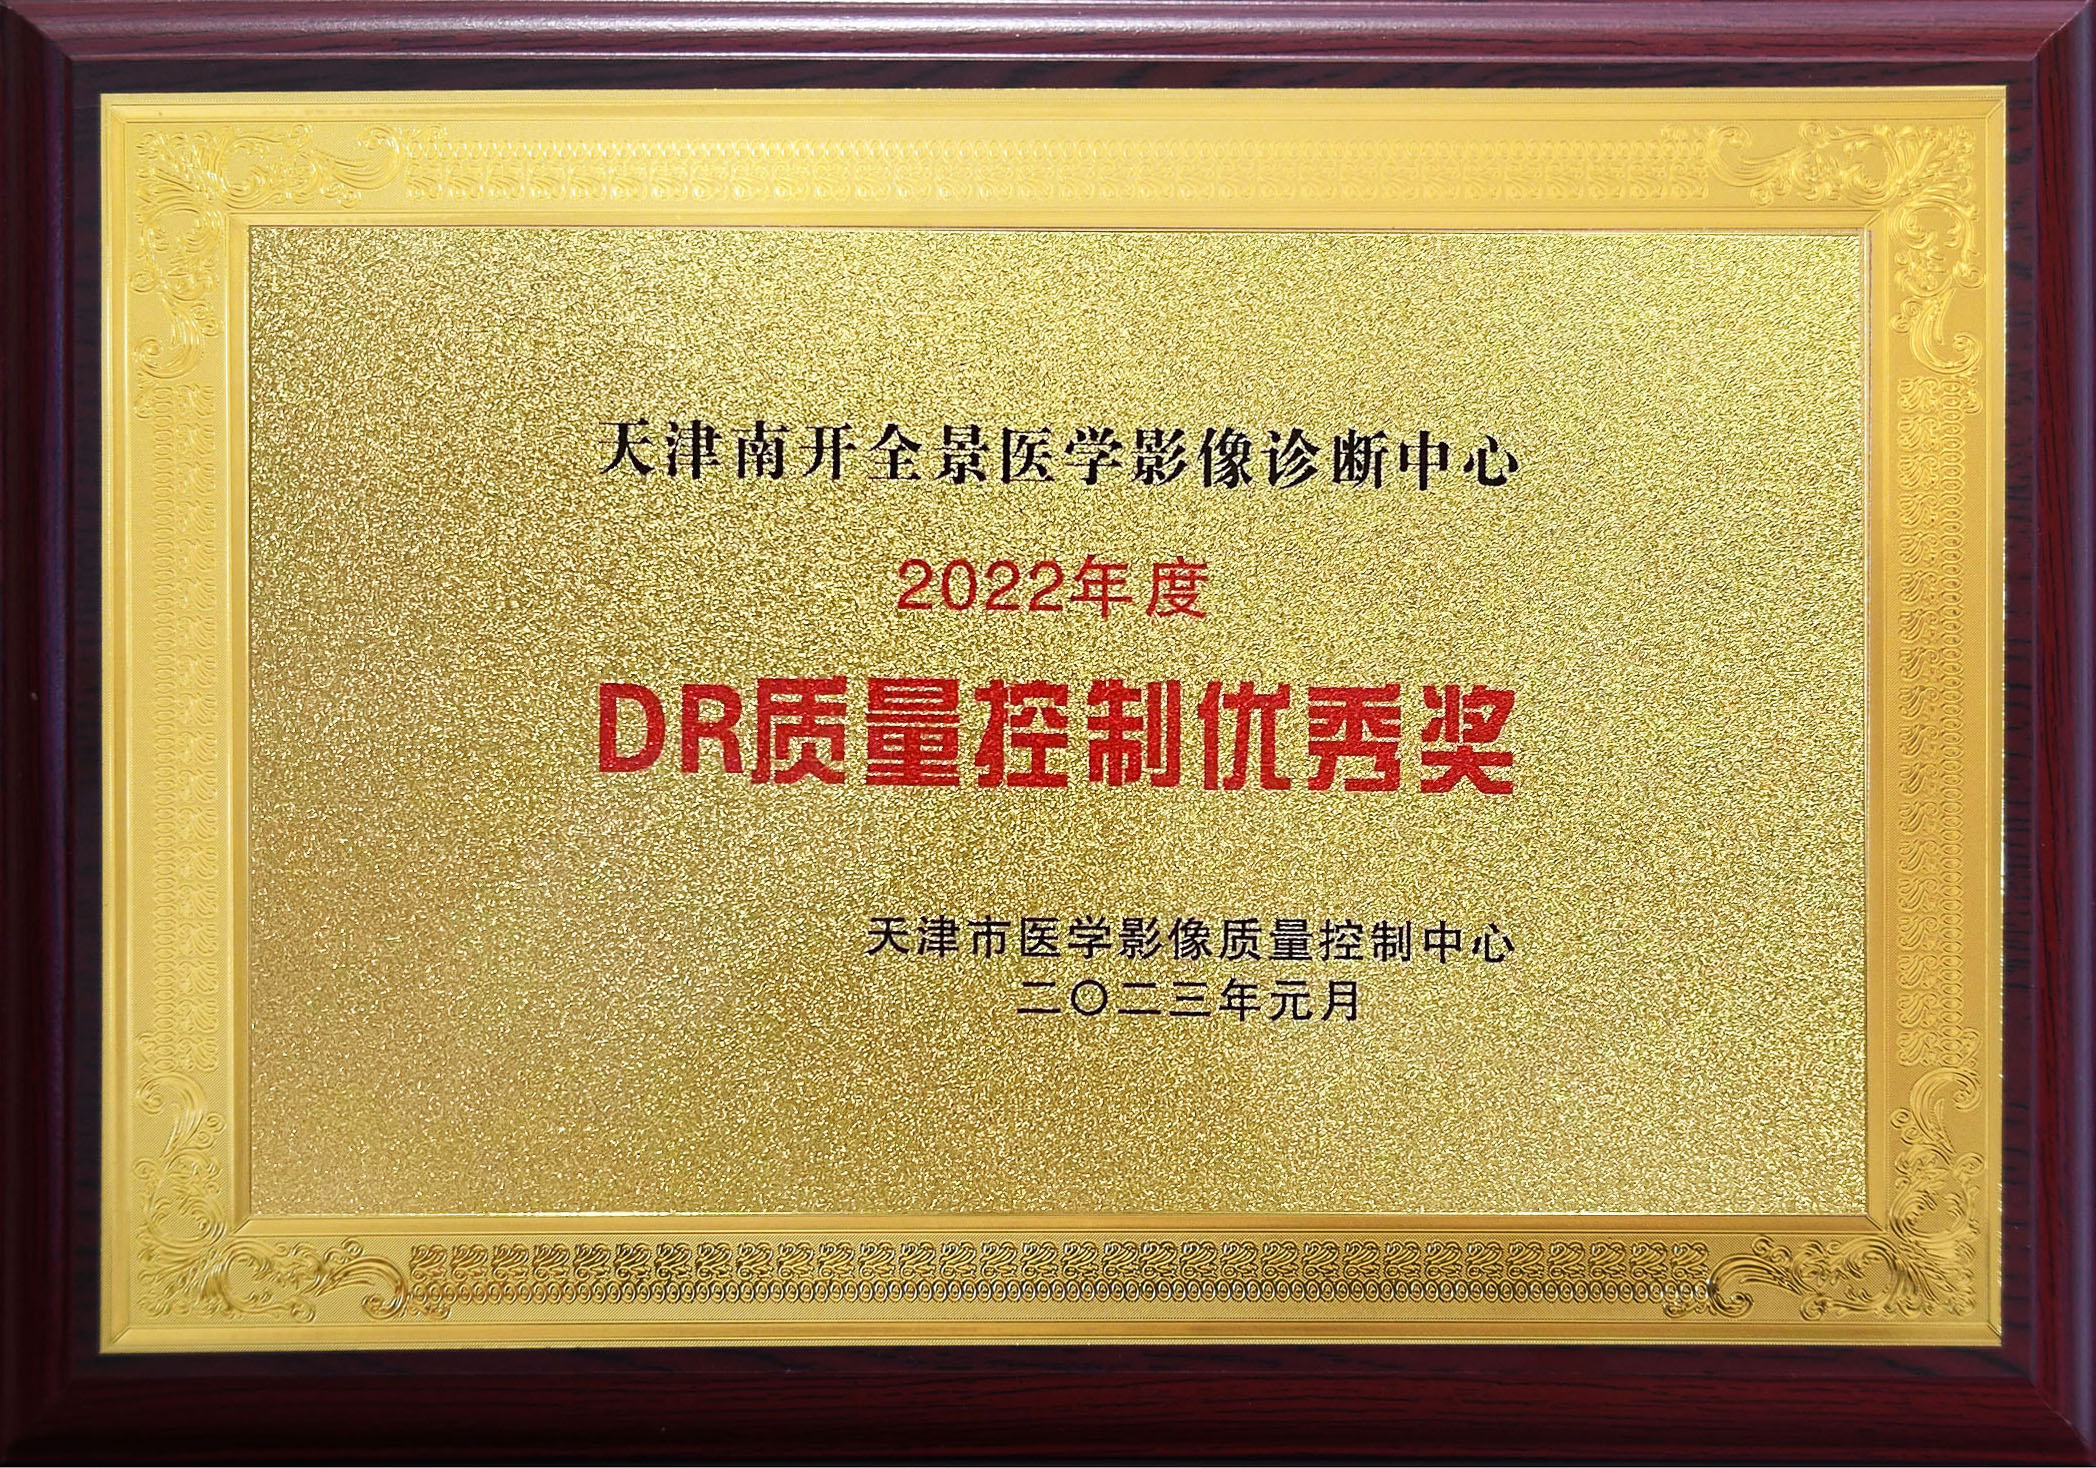 天津南开全景医学影像诊断中心
2022年度
DR质量控制优秀奖
天津市医学影像质量控制中心
二〇二三年元月